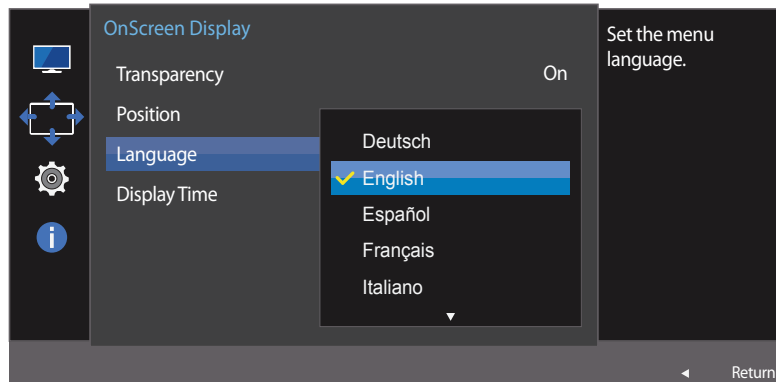 OnScreen Display
Transparency On
Position
Language
Display Time
Deutsch
English
Español
Français
Italiano
Set the menu
language.
Return